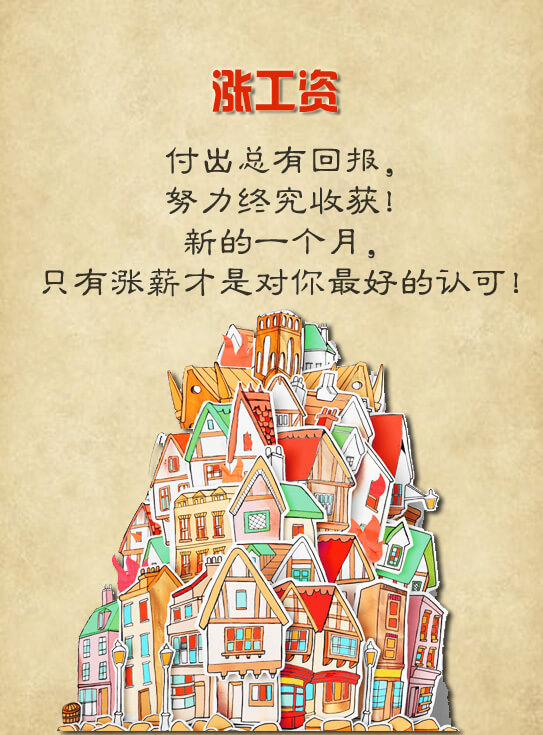 涨工资
付出总有回报，
努力终究收获！
新的一个月，
只有涨薪才是对你最好的认可！